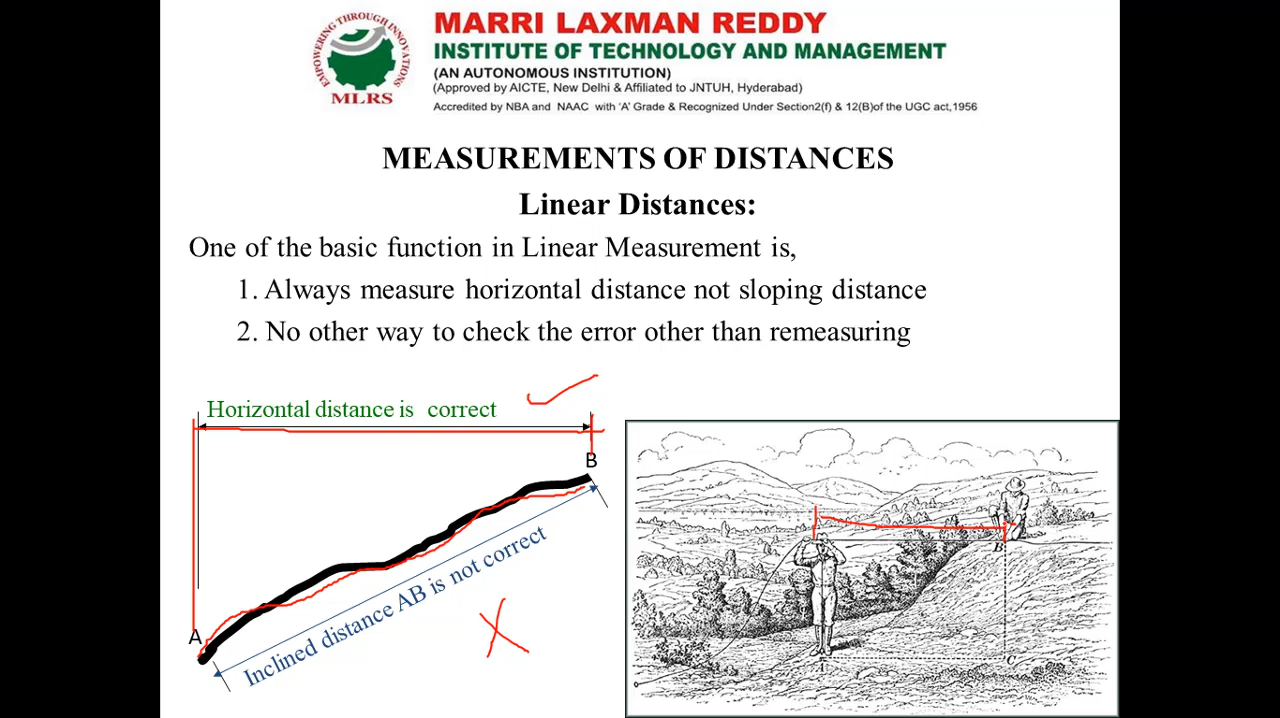 EMPOWERING THROUGH INNOVATIONS
MLRS
MARRI LAXMAN REDDY
INSTITUTE OF TECHNOLOGY AND MANAGEMENT
(AN AUTONOMOUS INSTITUTION)
(Approved by AICTE, New Delhi & Affiliated to JNTUH, Hyderabad)
Accredited by NBA and NAAC with 'A' Grade & Recognized Under Section2(f) & 12(B)of the UGC act,1956
MEASUREMENTS OF DISTANCES
Linear Distances:
One of the basic function in Linear Measurement is,
1. Always measure horizontal distance not sloping distance
2. No other way to check the error other than remeasuring
Horizontal distance is correct
B
A
Inclined distance AB is not correct
B
C